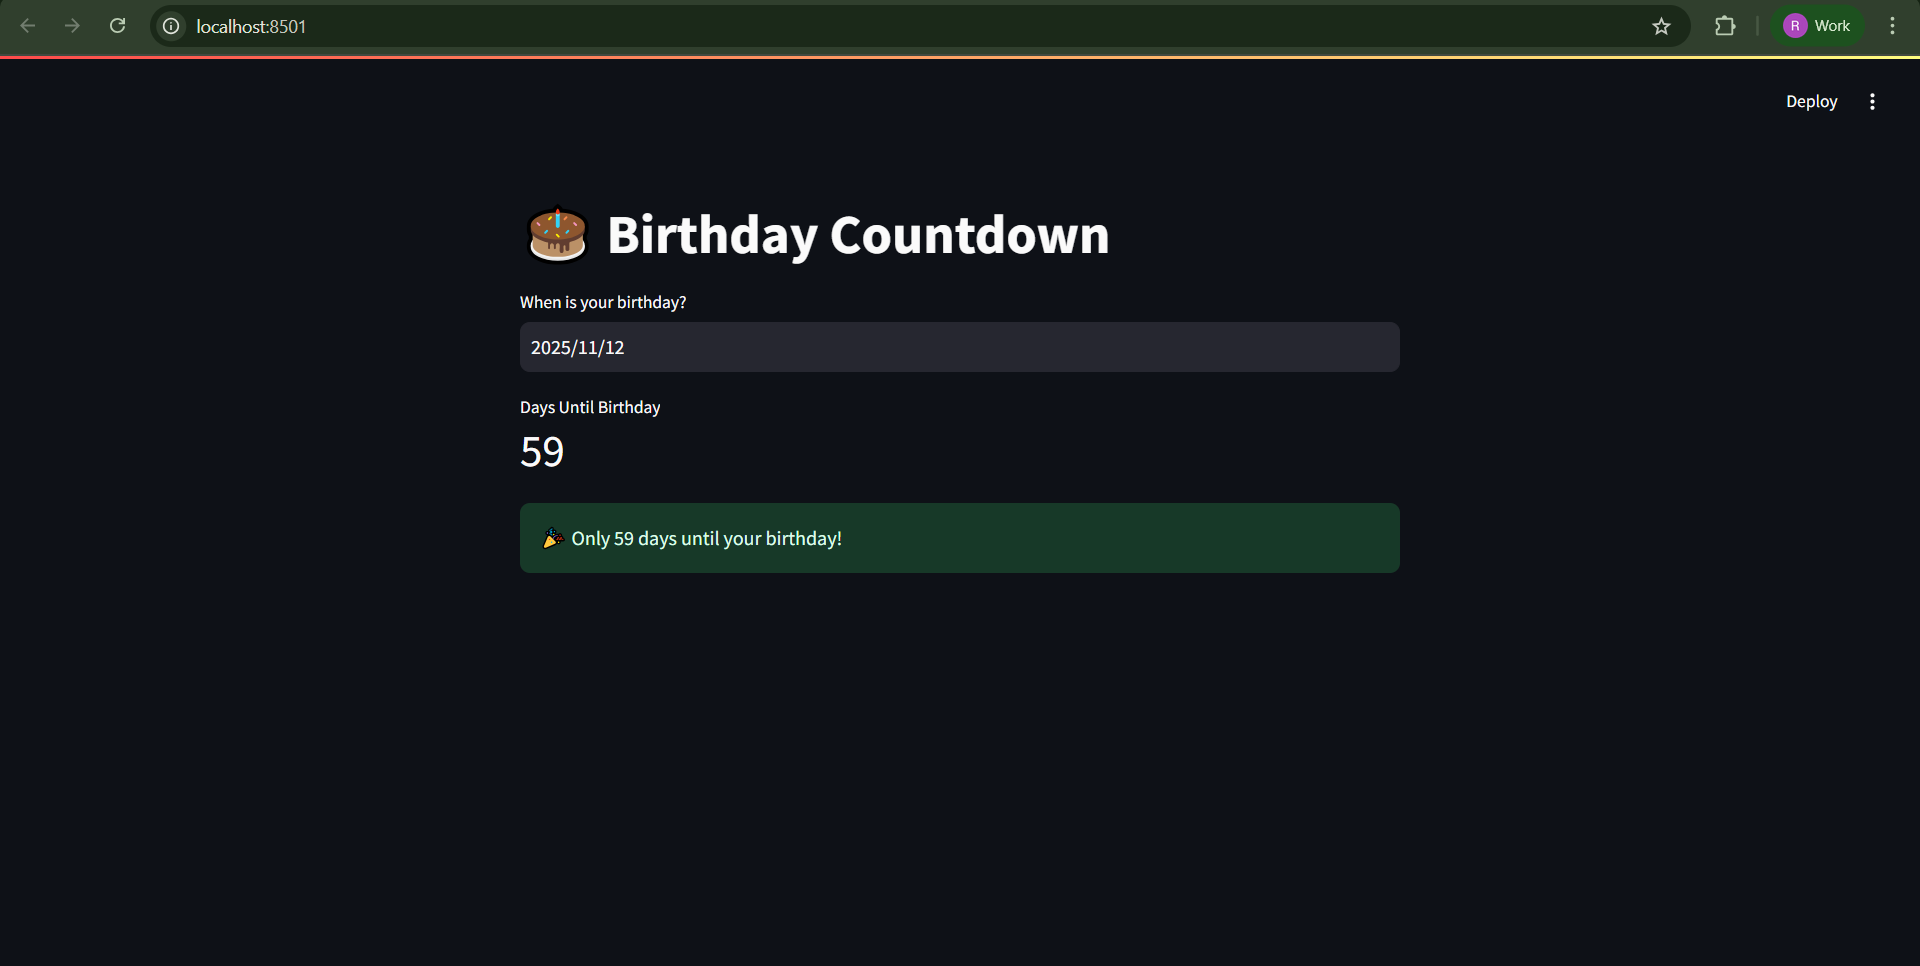 localhost:8501
R Work
Deploy
🎂 Birthday Countdown
When is your birthday?
2025/11/12
Days Until Birthday
59
🎉 Only 59 days until your birthday!